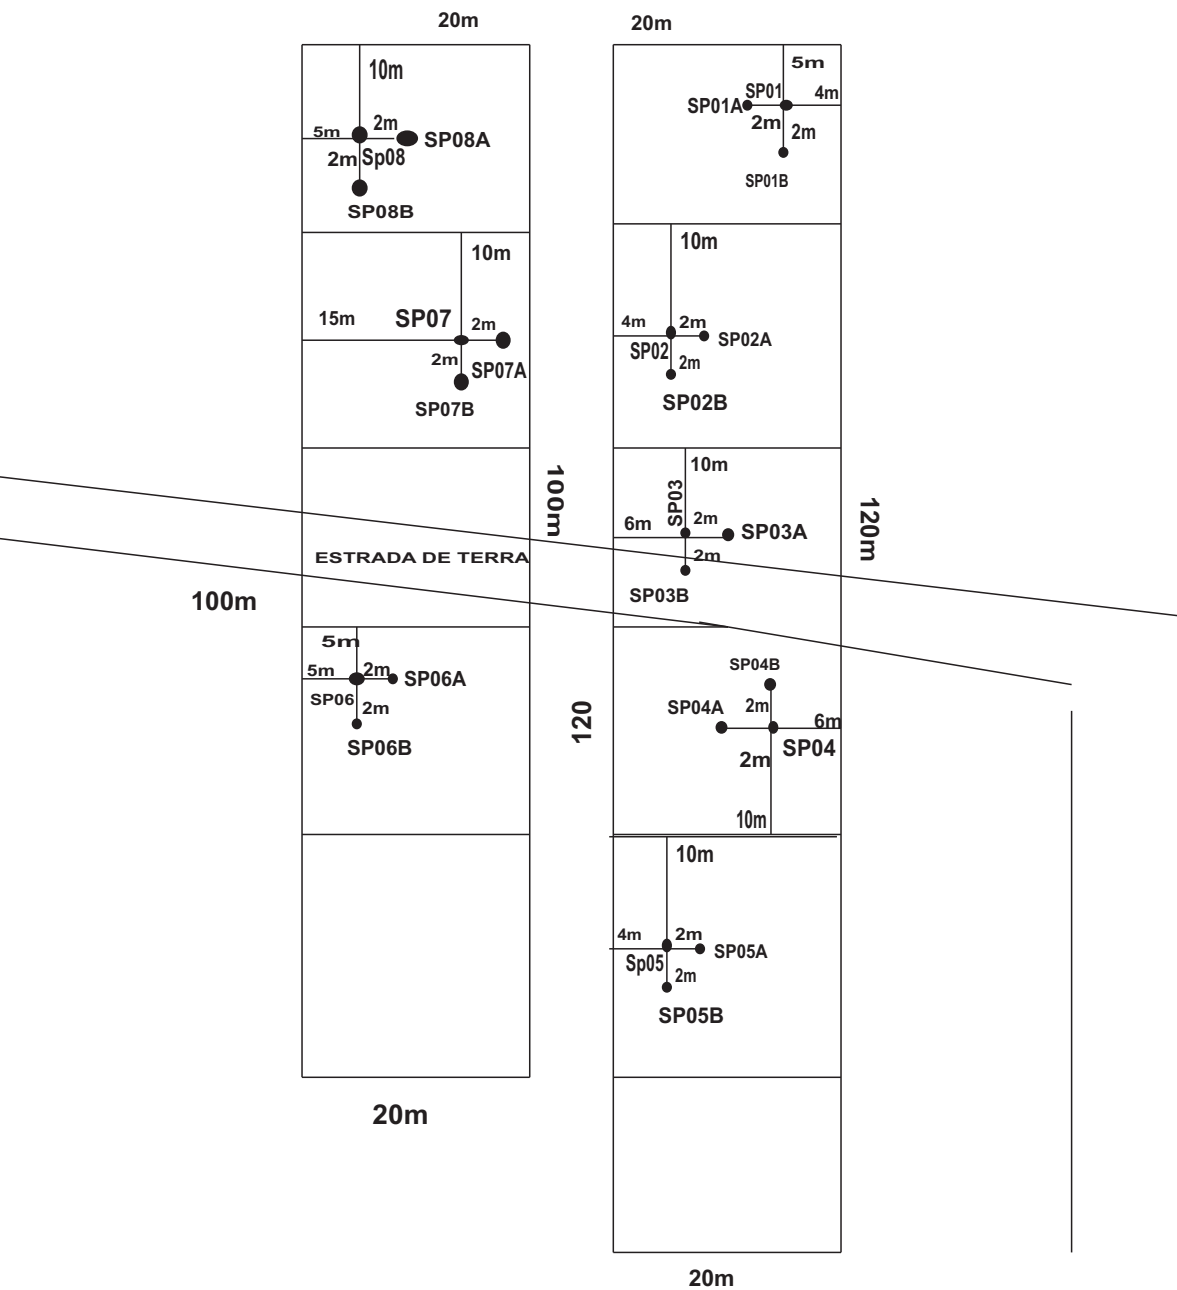 20m
20m
10m
5m
2m
Sp08
SP08A
2m
SP08B
5m
SP01
SP01A
4m
2m
2m
SP01B
10m
15m
SP07
2m
2m
SP07A
SP07B
10m
4m
2m
SP02A
SP02
2m
SP02B
100m
ESTRADA DE TERRA
100m
10m
SP03
6m
2m
SP03A
2m
SP03B
120m
5m
5m
2m
SP06A
SP06
2m
SP06B
120
SP04B
SP04A
2m
6m
SP04
2m
10m
10m
4m
2m
SP05A
Sp05
2m
SP05B
20m
20m